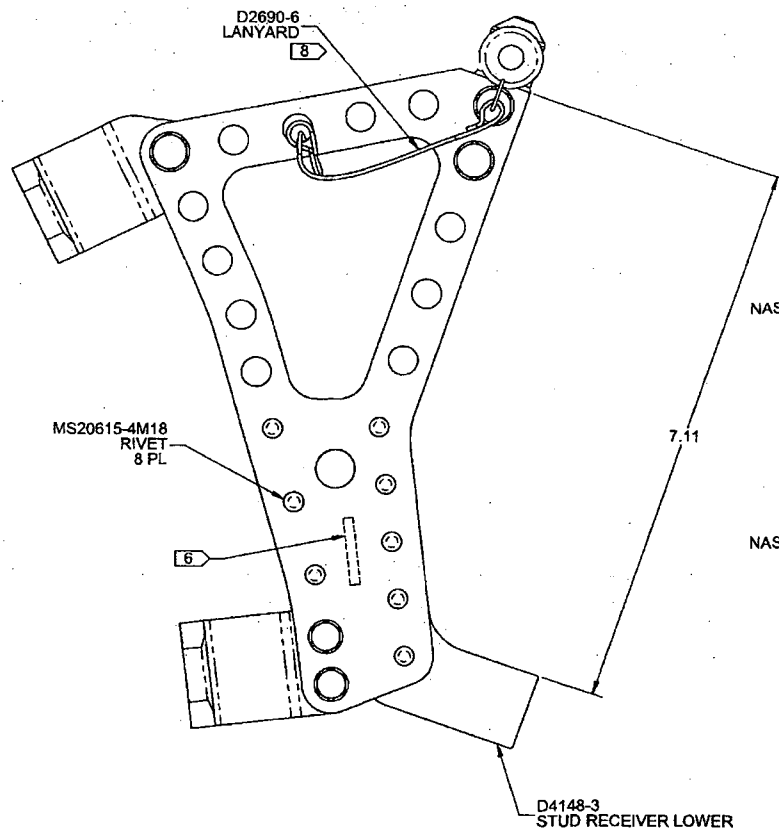 D2690-6
LANYARD
8
NAS
MS20615-4M18
RIVET
8 PL
7.11
6
NAS
D4148-3
STUD RECEIVER LOWER